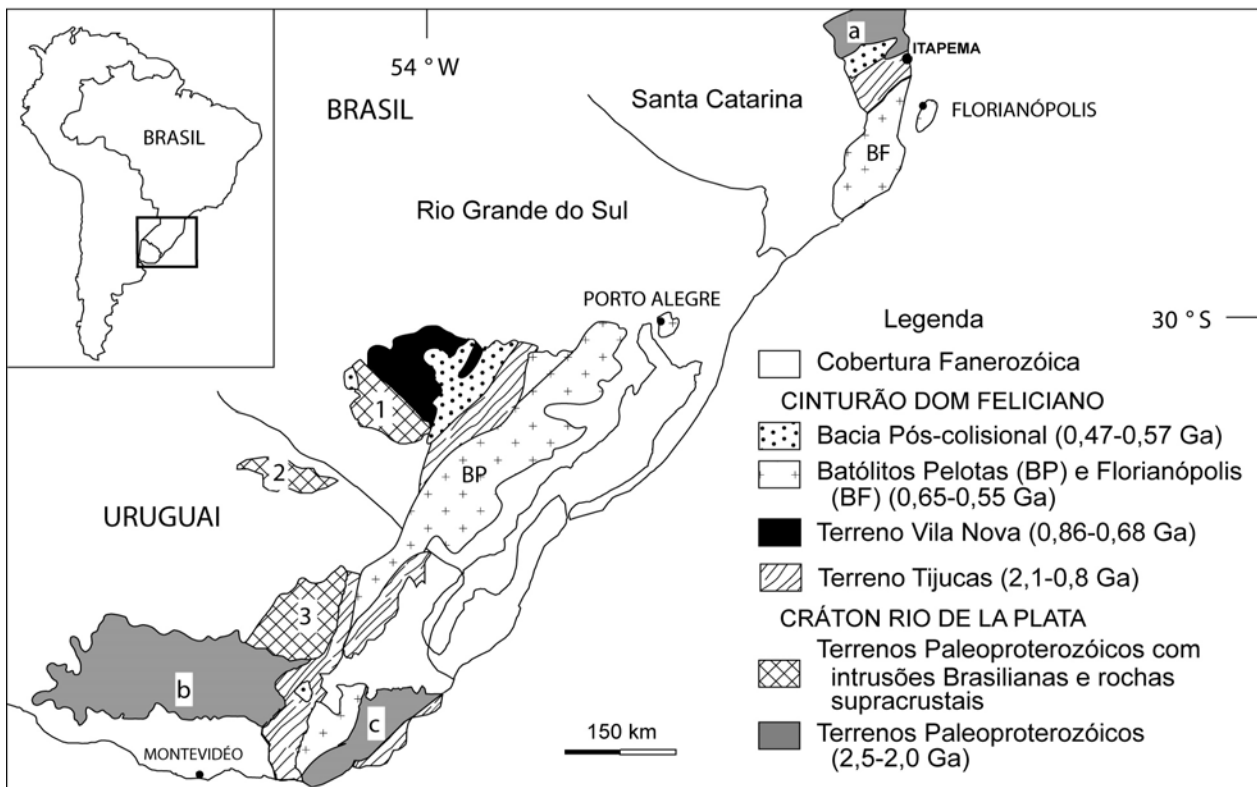 BRASIL
54 ° W
BRASIL
Santa Catarina
a
ITAPEMA
FLORIANÓPOLIS
BF
Rio Grande do Sul
PORTO ALEGRE
30 ° S
1
2
BP
URUGUAI
3
b
c
MONTEVIDÉO
150 km
Legenda
Cobertura Fanerozóica
CINTURÃO DOM FELICIANO
Bacia Pós-colisional (0,47-0,57 Ga)
Batólitos Pelotas (BP) e Florianópolis
(BF) (0,65-0,55 Ga)
Terreno Vila Nova (0,86-0,68 Ga)
Terreno Tijucas (2,1-0,8 Ga)
CRÁTON RIO DE LA PLATA
Terrenos Paleoproterozóicos com
intrusões Brasilianas e rochas
supracrustais
Terrenos Paleoproterozóicos
(2,5-2,0 Ga)